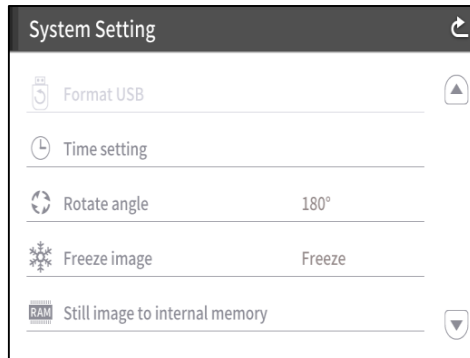 System Setting
Format USB
Time setting
Rotate angle 180°
Freeze image Freeze
RAM Still image to internal memory